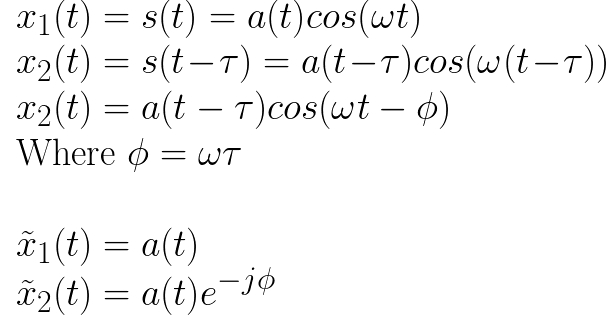 x₁(t) = s(t) = a(t)cos(ωt)
x₂(t) = s(t−τ) = a(t−τ)cos(ω(t−τ))
x₂(t) = a(t − τ)cos(ωt − ϕ)
Where ϕ = ωτ
x̃₁(t) = a(t)
x̃₂(t) = a(t)e^{−jϕ}